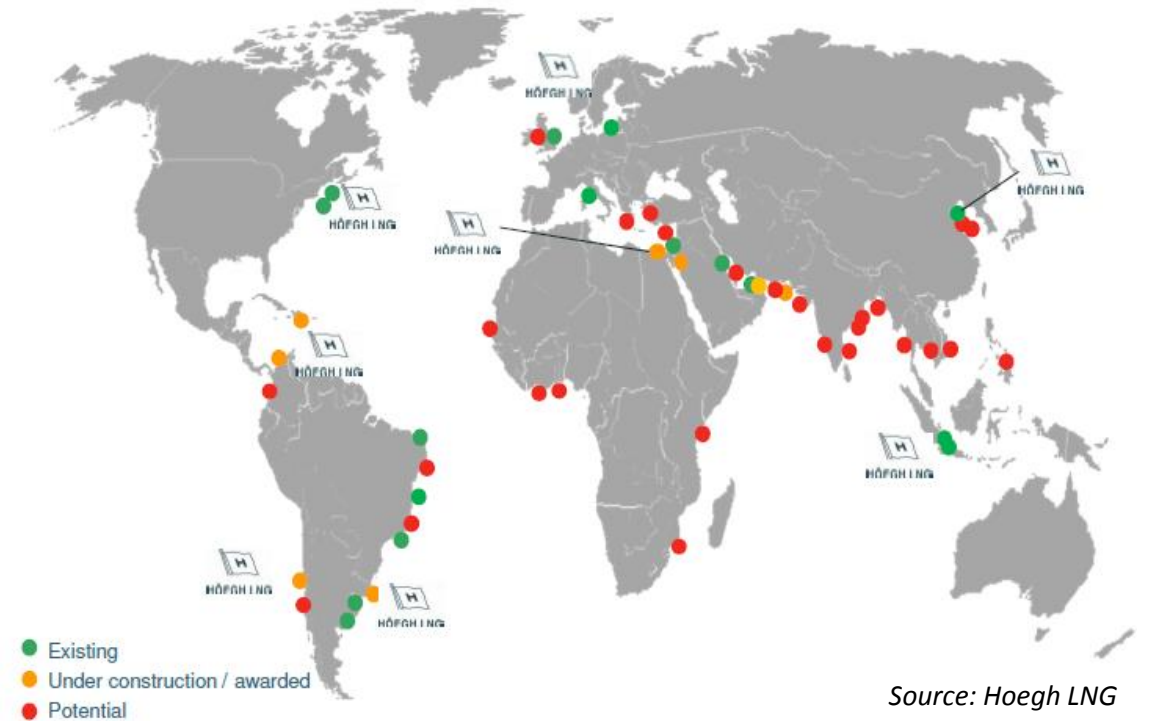 HÖEGH LNG
HÖEGH LNG
HÖEGH LNG
HÖEGH LNG
HÖEGH LNG
HÖEGH LNG
HÖEGH LNG
HÖEGH LNG
Existing
Under construction / awarded
Potential
Source: Hoegh LNG